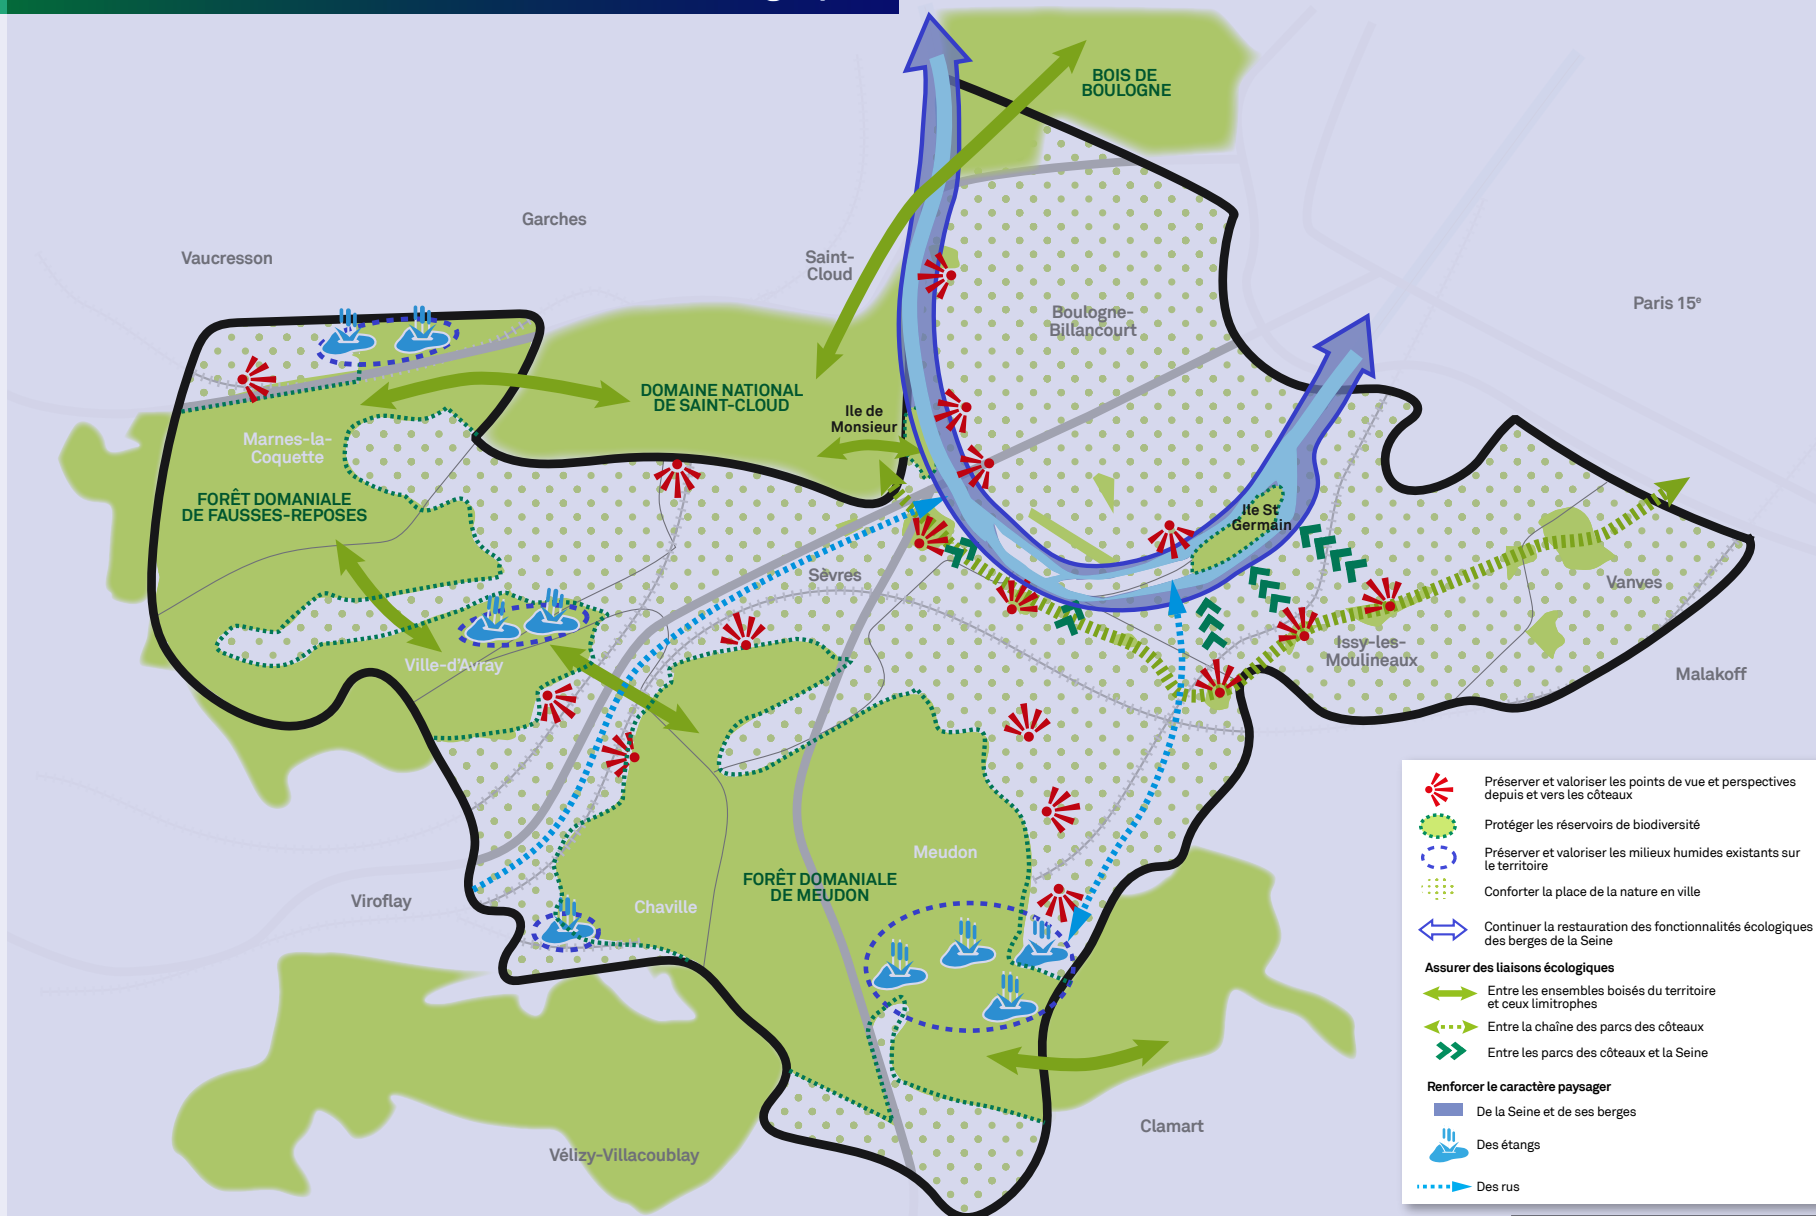 BOIS DE
BOULOGNE
Garches
Vaucresson
Saint-
Cloud
Paris 15e
Boulogne-
Billancourt
DOMAINE NATIONAL
DE SAINT-CLOUD
Ile de
Monsieur
Marnes-la-
Coquette
FORÊT DOMANIALE
DE FAUSSES-REPOSES
Ile St
Germain
Sèvres
Vanves
Issy-les-
Moulineaux
Ville-d'Avray
Malakoff
Meudon
FORÊT DOMANIALE
DE MEUDON
Viroflay
Chaville
Clamart
Vélizy-Villacoublay
Préserver et valoriser les points de vue et perspectives
depuis et vers les côteaux
Protéger les réservoirs de biodiversité
Préserver et valoriser les milieux humides existants sur
le territoire
Conforter la place de la nature en ville
Continuer la restauration des fonctionnalités écologiques
des berges de la Seine
Assurer des liaisons écologiques
Entre les ensembles boisés du territoire
et ceux limitrophes
Entre la chaîne des parcs des côteaux
Entre les parcs des côteaux et la Seine
Renforcer le caractère paysager
De la Seine et de ses berges
Des étangs
Des rus